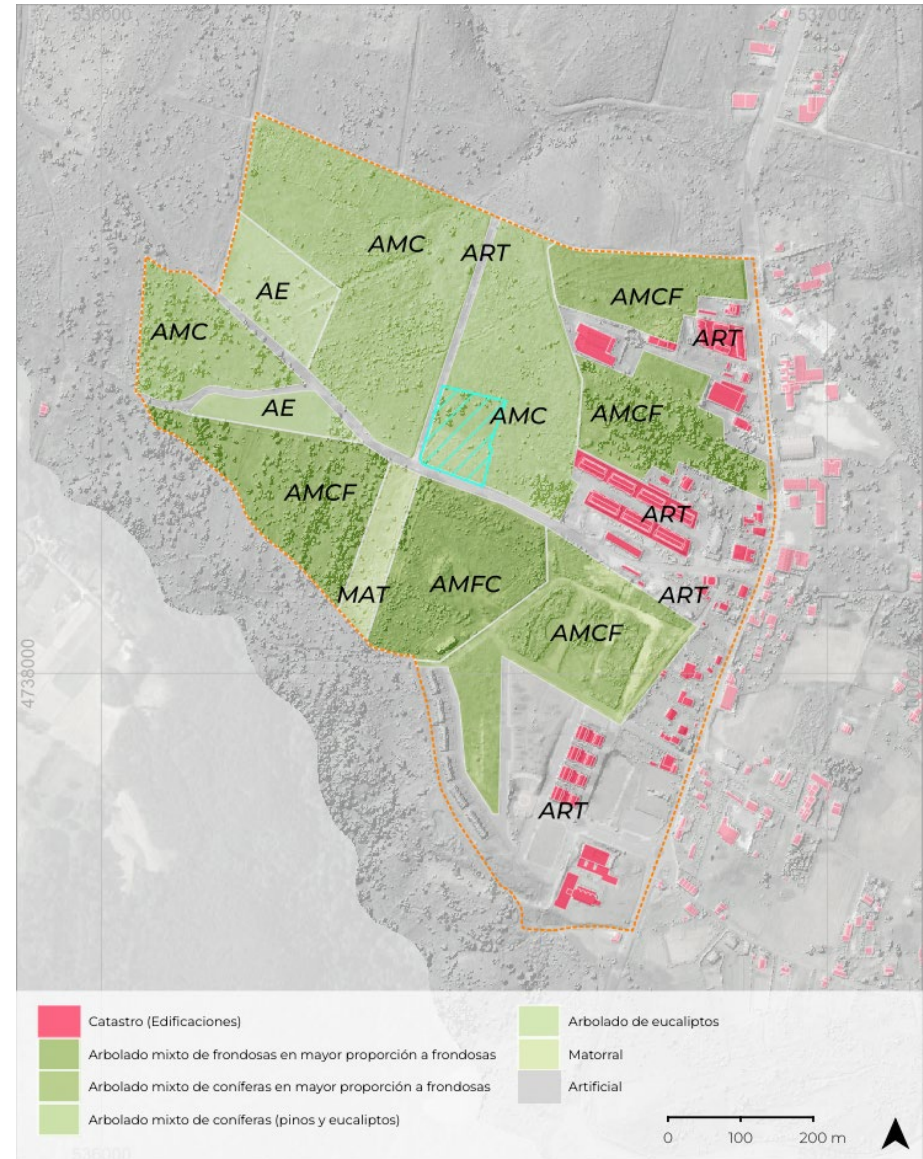 536000
537000
AMC
ART
AE
AMCF
AMC
ART
AE
AMC
AMCF
AMCF
ART
MAT
AMFC
ART
AMCF
4738000
ART
Catastro (Edificaciones)
Arbolado mixto de frondosas en mayor proporción a frondosas
Arbolado mixto de coníferas en mayor proporción a frondosas
Arbolado mixto de coníferas (pinos y eucaliptos)
Arbolado de eucaliptos
Matorral
Artificial
0 100 200 m
536000
537000